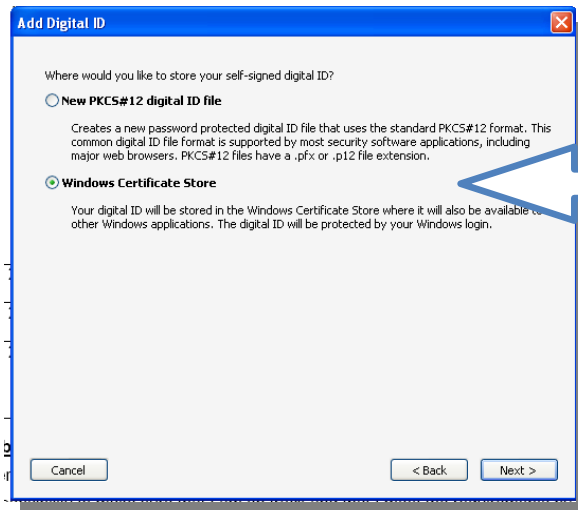 Add Digital ID
Where would you like to store your self-signed digital ID?
New PKCS#12 digital ID file
Creates a new password protected digital ID file that uses the standard PKCS#12 format. This
common digital ID file format is supported by most security software applications, including
major web browsers. PKCS#12 files have a .pfx or .p12 file extension.
Windows Certificate Store
Your digital ID will be stored in the Windows Certificate Store where it will also be available to
other Windows applications. The digital ID will be protected by your Windows login.
Cancel
< Back
Next >